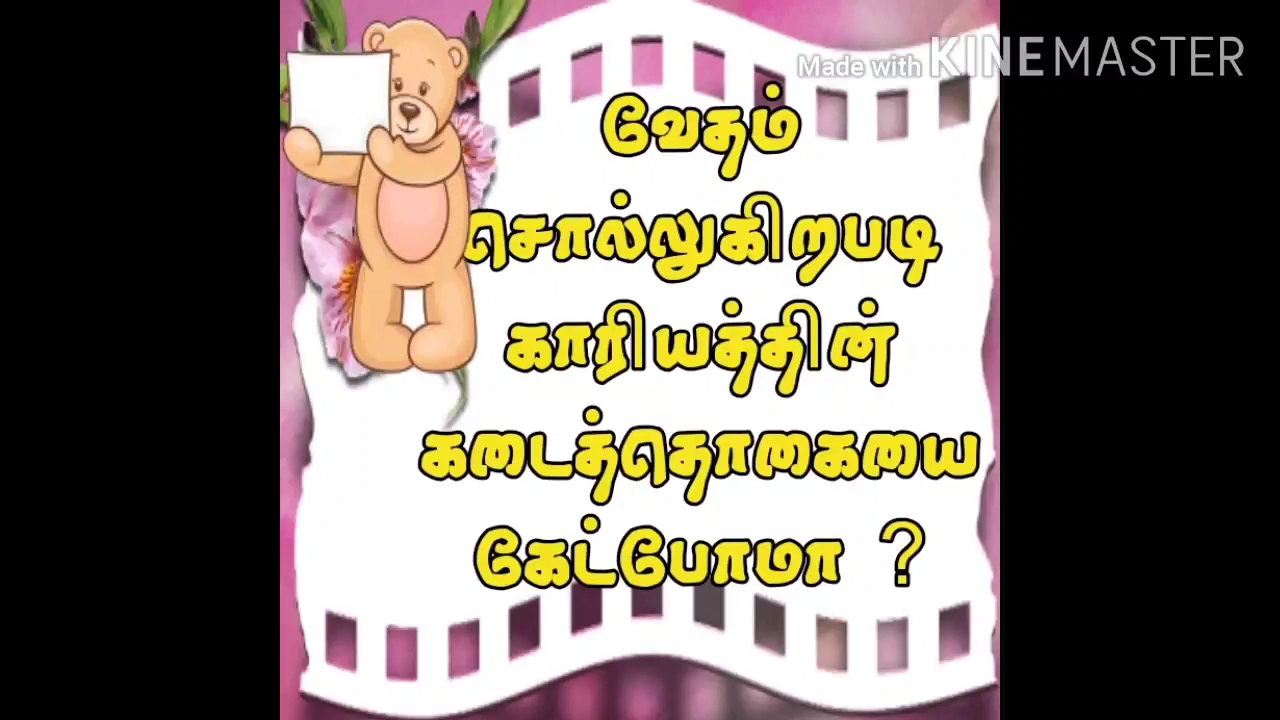 Made with KINEMASTER
வேதம்
சொல்லுகிறபடி
காரியத்தின்
கடைத்தொகையை
கேட்போமா ?